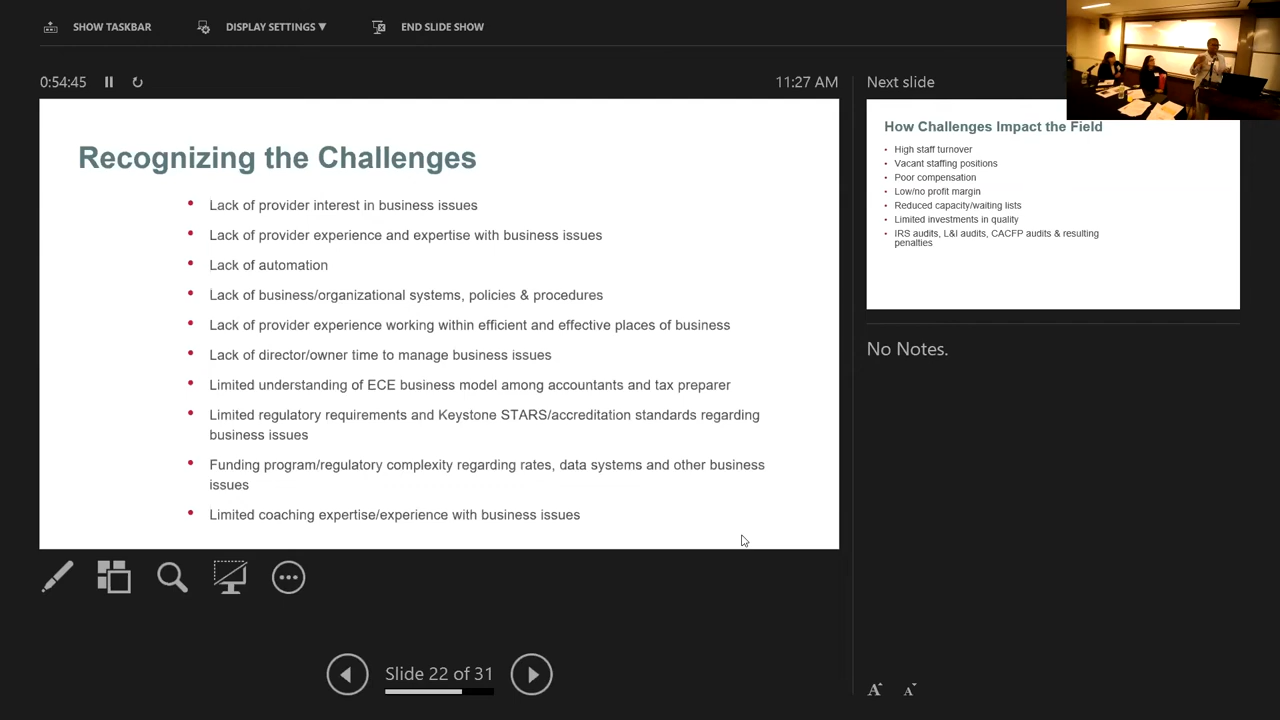 SHOW TASKBAR
DISPLAY SETTINGS ▼
END SLIDE SHOW
0:54:45
11:27 AM
Recognizing the Challenges
• Lack of provider interest in business issues
• Lack of provider experience and expertise with business issues
• Lack of automation
• Lack of business/organizational systems, policies & procedures
• Lack of provider experience working within efficient and effective places of business
• Lack of director/owner time to manage business issues
• Limited understanding of ECE business model among accountants and tax preparer
• Limited regulatory requirements and Keystone STARS/accreditation standards regarding
business issues
• Funding program/regulatory complexity regarding rates, data systems and other business
issues
• Limited coaching expertise/experience with business issues
Slide 22 of 31
Next slide
How Challenges Impact the Field
• High staff turnover
• Vacant staffing positions
• Poor compensation
• Low/no profit margin
• Reduced capacity/waiting lists
• Limited investments in quality
• IRS audits, L&I audits, CACFP audits & resulting
penalties
No Notes.
A A